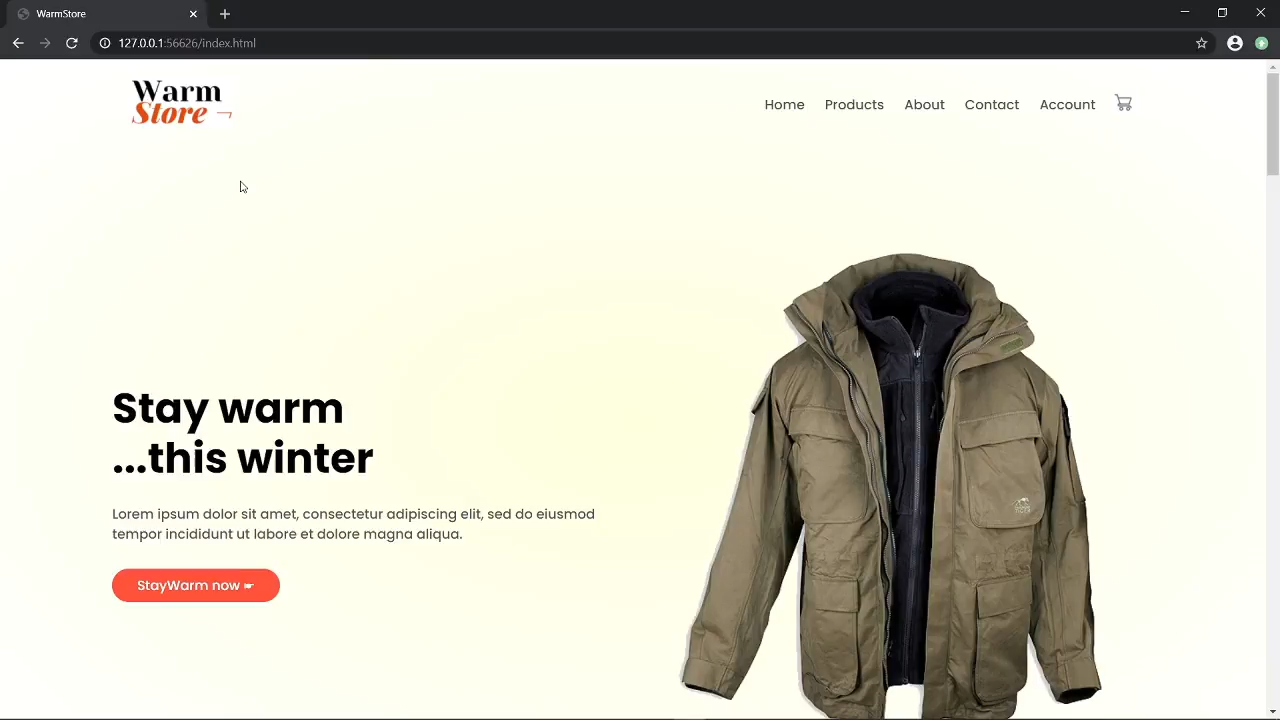 WarmStore
127.0.0.1:56626/index.html
Warm
Store
Home Products About Contact Account
Stay warm
...this winter
Lorem ipsum dolor sit amet, consectetur adipiscing elit, sed do eiusmod
tempor incididunt ut labore et dolore magna aliqua.
StayWarm now ☛